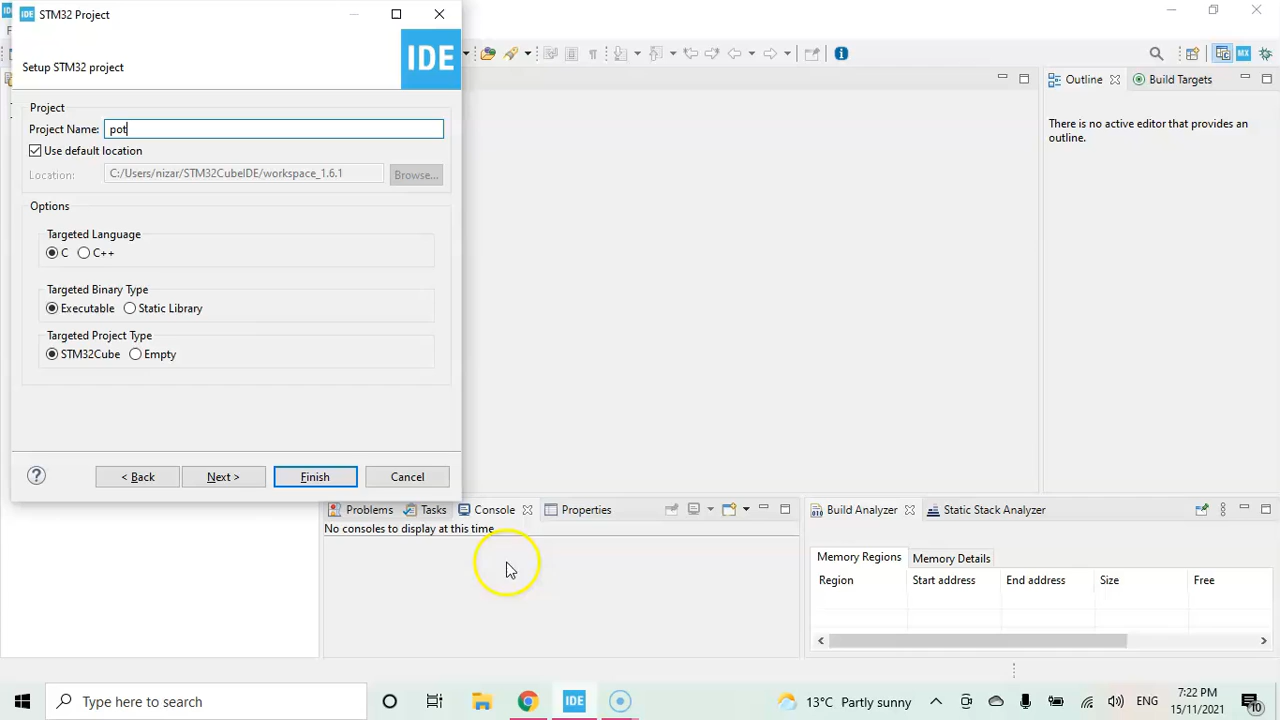 IDE STM32 Project
Setup STM32 project
IDE
Project
Project Name: pot
Use default location
Location: C:/Users/nizar/STM32CubeIDE/workspace_1.6.1 Browse...
Options
Targeted Language
C C++
Targeted Binary Type
Executable Static Library
Targeted Project Type
STM32Cube Empty
? < Back Next > Finish Cancel
MX
Outline Build Targets
There is no active editor that provides an
outline.
Problems Tasks Console Properties
No consoles to display at this time.
Build Analyzer Static Stack Analyzer
Memory Regions Memory Details
Region Start address End address Size Free
Type here to search
IDE
13°C Partly sunny ENG
7:22 PM
15/11/2021
10